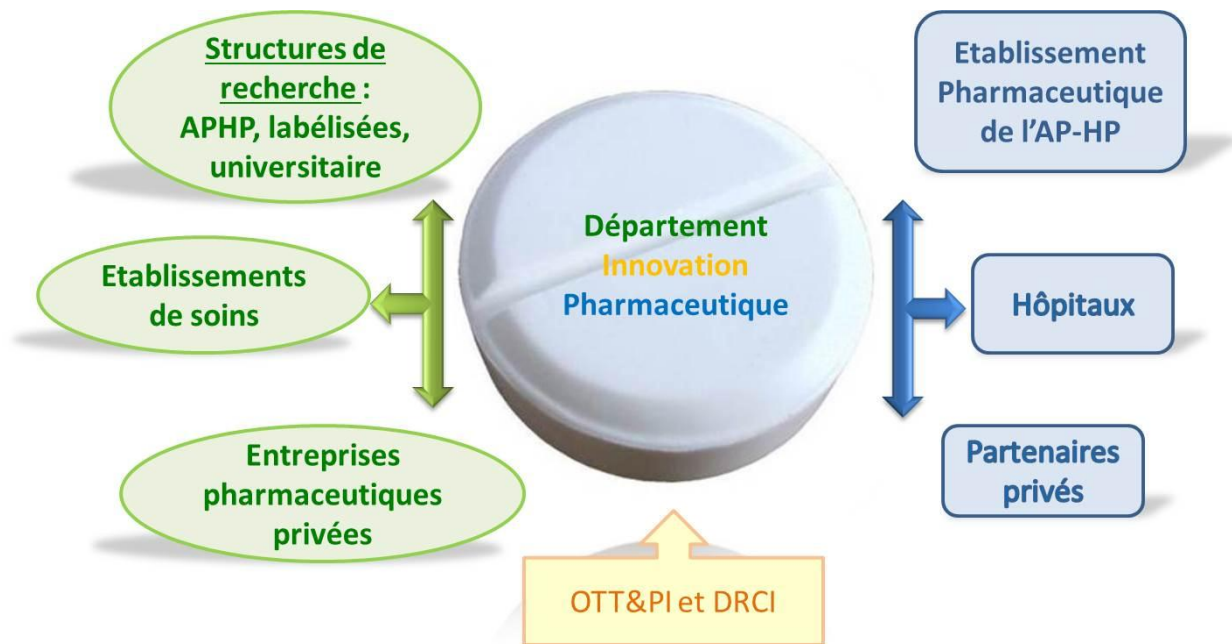 Structures de
recherche :
APHP, labélisées,
universitaire
Etablissements
de soins
Entreprises
pharmaceutiques
privées
Département
Innovation
Pharmaceutique
Etablissement
Pharmaceutique
de l'AP-HP
Hôpitaux
Partenaires
privés
OTT&PI et DRCI